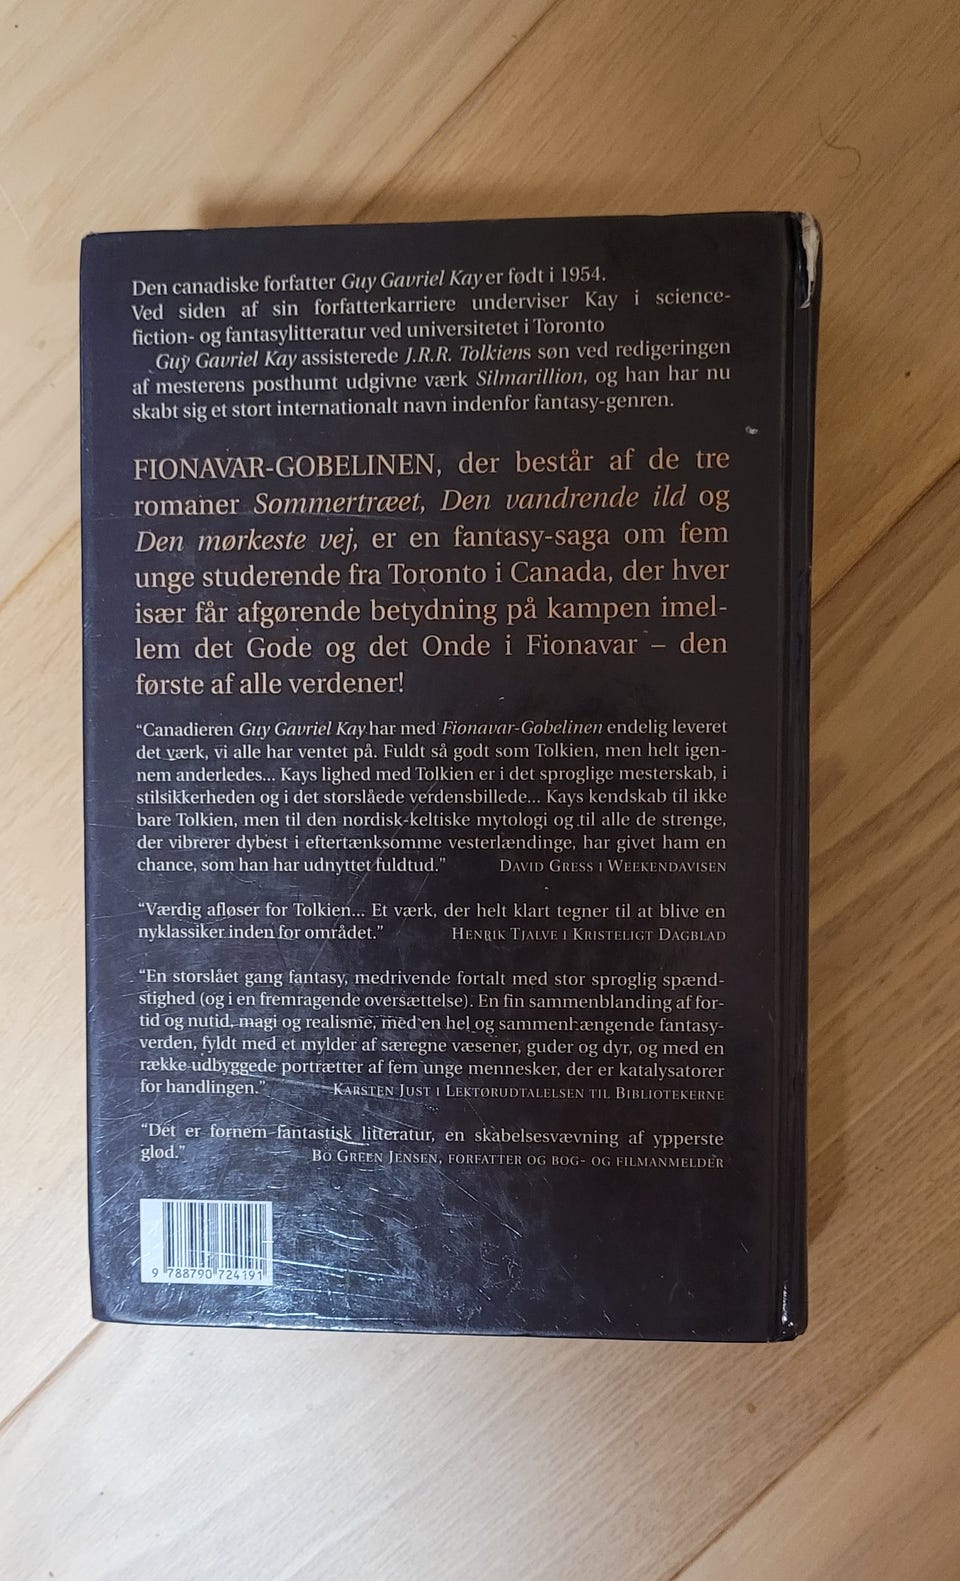 Den canadiske forfatter Guy Gavriel Kay er født i 1954.
Ved siden af sin forfatterkarriere underviser Kay i science-
fiction- og fantasylitteratur ved universitetet i Toronto
Guy Gavriel Kay assisterede J.R.R. Tolkiens søn ved redigeringen
af mesterens posthumt udgivne værk Silmarillion, og han har nu
skabt sig et stort internationalt navn indenfor fantasy-genren.
FIONAVAR-GOBELINEN, der består af de tre
romaner Sommertræet, Den vandrende ild og
Den mørkeste vej, er en fantasy-saga om fem
unge studerende fra Toronto i Canada, der hver
især får afgørende betydning på kampen imel-
lem det Gode og det Onde i Fionavar – den
første af alle verdener!
“Canadieren Guy Gavriel Kay har med Fionavar-Gobelinen endelig leveret
det værk, vi alle har ventet på. Fuldt så godt som Tolkien, men helt igen-
nem anderledes... Kays lighed med Tolkien er i det sproglige mesterskab, i
stilsikkerheden og i det storslåede verdensbillede... Kays kendskab til ikke
bare Tolkien, men til den nordisk-keltiske mytologi og til alle de strenge,
der vibrerer dybest i eftertænksomme vesterlændinge, har givet ham en
chance, som han har udnyttet fuldtud.” DAVID GRESS I WEEKENDAVISEN
“Værdig afløser for Tolkien... Et værk, der helt klart tegner til at blive en
nyklassiker inden for området.” HENRIK TJALVE I KRISTELIGT DAGBLAD
“En storslået gang fantasy, medrivende fortalt med stor sproglig spænd-
stighed (og i en fremragende oversættelse). En fin sammenblanding af for-
tid og nutid, magi og realisme, med en hel og sammenhængende fantasy-
verden, fyldt med et mylder af særegne væsener, guder og dyr, og med en
række udbyggede portrætter af fem unge mennesker, der er katalysatorer
for handlingen.” KARSTEN JUST I LEKTØRUDTALELSEN TIL BIBLIOTEKERNE
“Det er fornem fantastisk litteratur, en skabelsesvævning af ypperste
glød.” BO GREEN JENSEN, FORFATTER OG BOG- OG FILMANMELDER
9 788790 724191